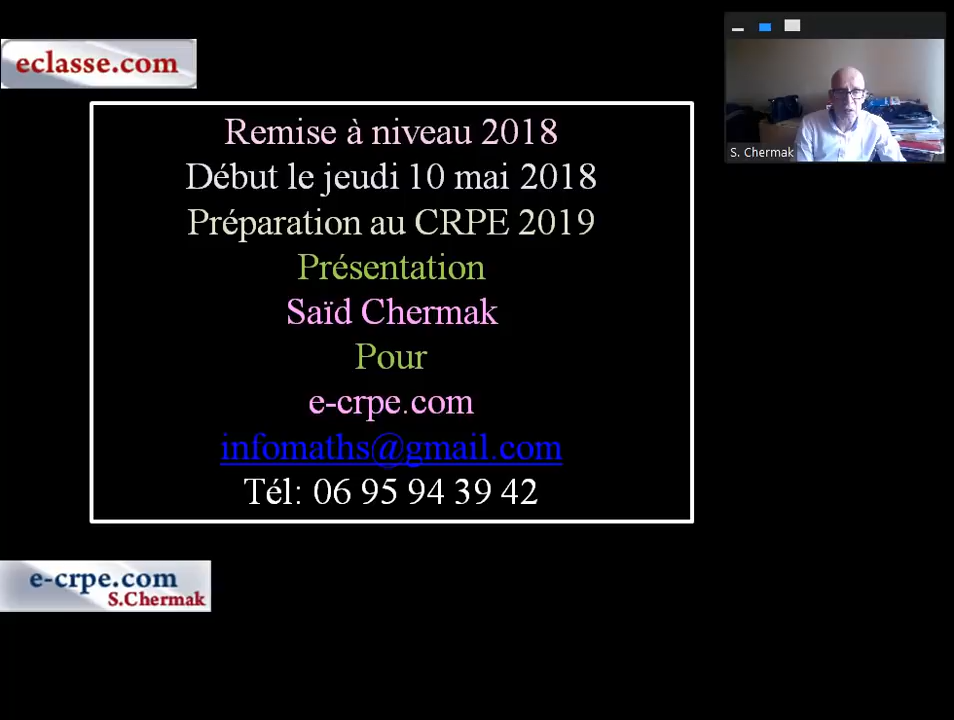 eclasse.com
S. Chermak
Remise à niveau 2018
Début le jeudi 10 mai 2018
Préparation au CRPE 2019
Présentation
Saïd Chermak
Pour
e-crpe.com
infomaths@gmail.com
Tél: 06 95 94 39 42
e-crpe.com
S.Chermak